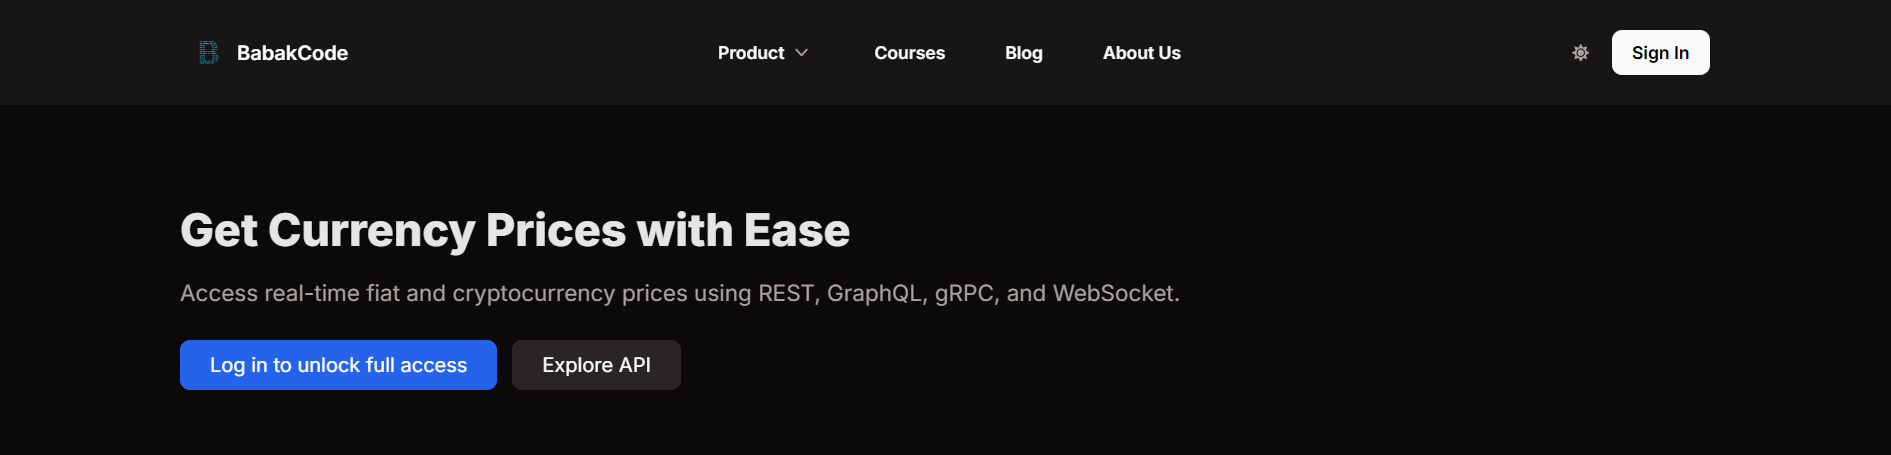 BabakCode
Product
Courses
Blog
About Us
Sign In
Get Currency Prices with Ease
Access real-time fiat and cryptocurrency prices using REST, GraphQL, gRPC, and WebSocket.
Log in to unlock full access
Explore API